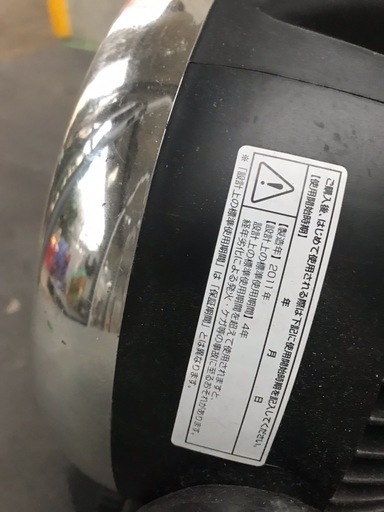 ご購入後、はじめて使用される際は下記に使用開始時期を記入してください。
【使用開始時期】 年 月 日
【製造年】2011年
【設計上の標準使用期間】4年
設計上の標準使用期間を超えて使用されますと、
経年劣化による発火・ケガ等の事故に至るおそれがあります。
※「設計上の標準使用期間」は「保証期間」とは異なります。